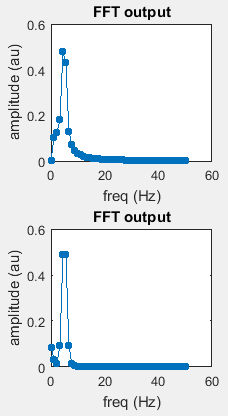 FFT output
0.6
0.4
0.2
0
amplitude (au)
0 20 40 60
freq (Hz)
FFT output
0.6
0.4
0.2
0
amplitude (au)
0 20 40 60
freq (Hz)